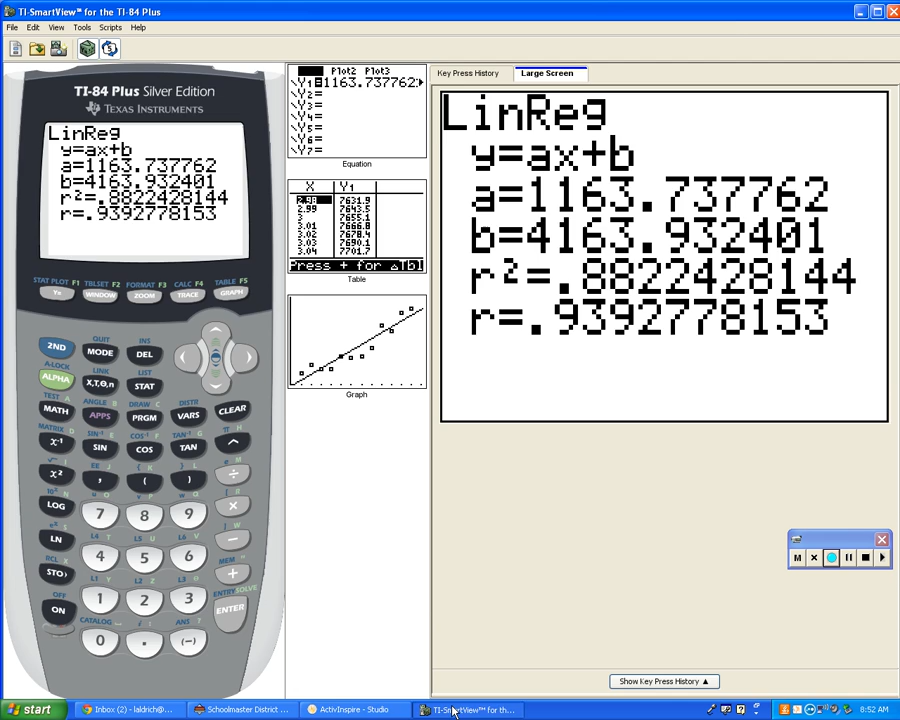 TI-SmartView™ for the TI-84 Plus
File Edit View Tools Scripts Help
TI-84 Plus Silver Edition
TEXAS INSTRUMENTS
LinReg
y=ax+b
a=1163.737762
b=4163.932401
r²=.8822428144
r=.9392778153
STAT PLOT F1 TBLSET F2 FORMAT F3 CALC F4 TABLE F5
Y= WINDOW ZOOM TRACE GRAPH
QUIT INS
2ND MODE DEL
A-LOCK LINK LIST
ALPHA X,T,Θ,n STAT
TEST A ANGLE B DRAW C DISTR
MATH APPS PRGM VARS CLEAR
MATRIX D SIN⁻¹ E COS⁻¹ F TAN⁻¹ G π H
x⁻¹ SIN COS TAN ^
√ I EE J { K } L e M
x² , ( ) ÷
10ˣ N u O v P w Q [ R
LOG 7 8 9 ×
eˣ S L4 T L5 U L6 V ] W
LN 4 5 6 −
RCL X L1 Y L2 Z L3 θ MEM "
STO› 1 2 3 +
OFF CATALOG i : ANS ? ENTRY SOLVE
ON 0 . (−) ENTER
Plot2 Plot3
\Y1=1163.737762
\Y2=
\Y3=
\Y4=
\Y5=
\Y6=
\Y7=
Equation
X Y1
2.98 7631.9
2.99 7643.5
3 7655.1
3.01 7666.8
3.02 7678.4
3.03 7690.1
3.04 7701.7
Press + for △Tbl
Table
Graph
Key Press History Large Screen
LinReg
y=ax+b
a=1163.737762
b=4163.932401
r²=.8822428144
r=.9392778153
M
Show Key Press History ▲
start Inbox (2) - laldrich@... Schoolmaster District ... ActivInspire - Studio TI-SmartView™ for th... 8:52 AM